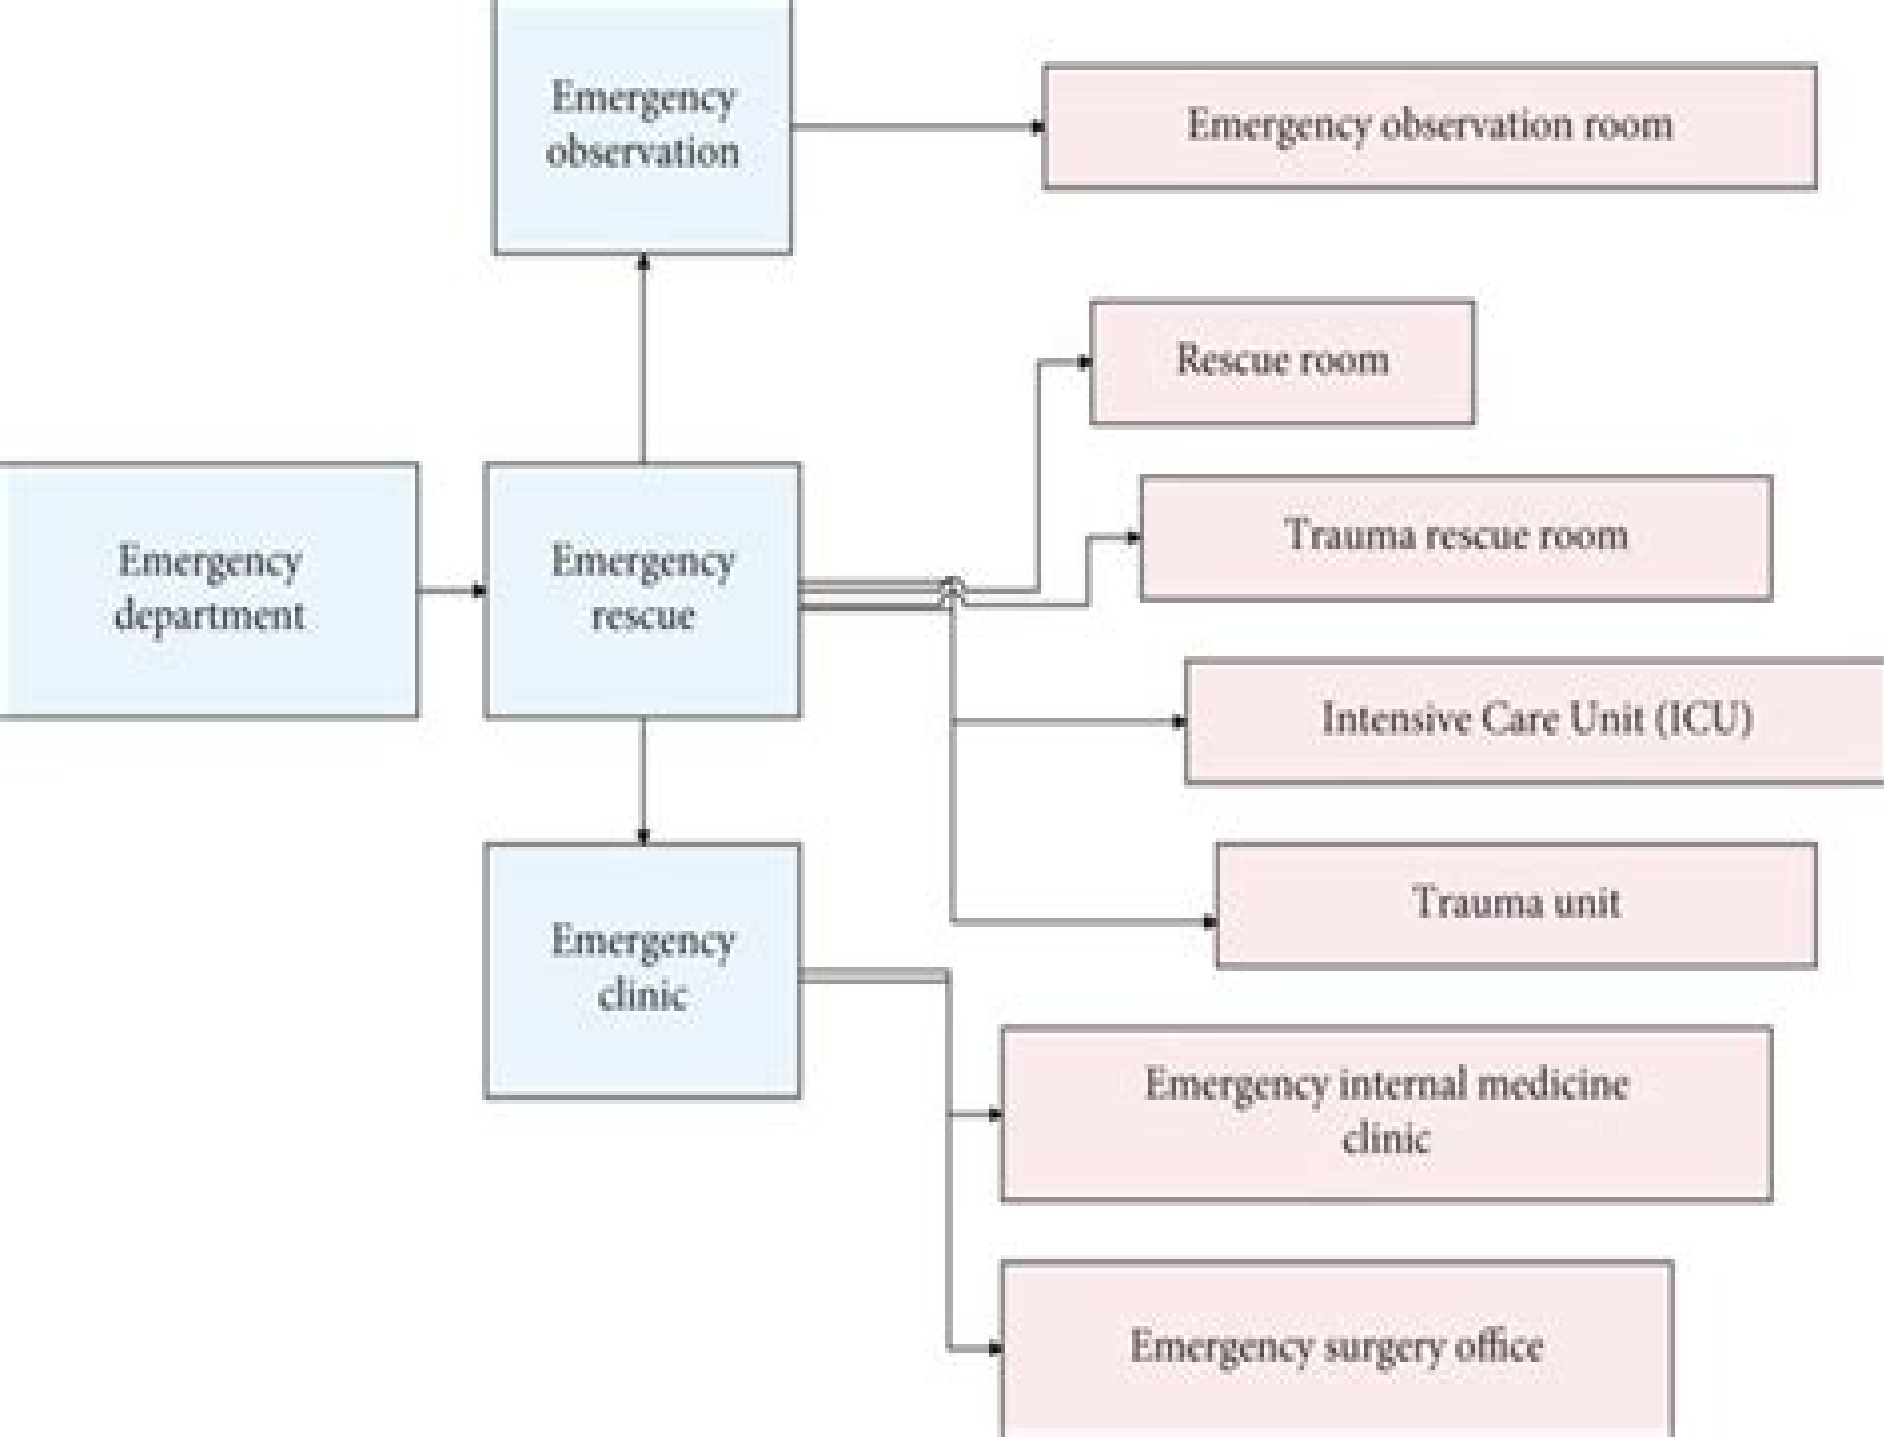 Emergency
observation
Emergency observation room
Rescue room
Trauma rescue room
Emergency
department
Emergency
rescue
Intensive Care Unit (ICU)
Trauma unit
Emergency
clinic
Emergency internal medicine
clinic
Emergency surgery office